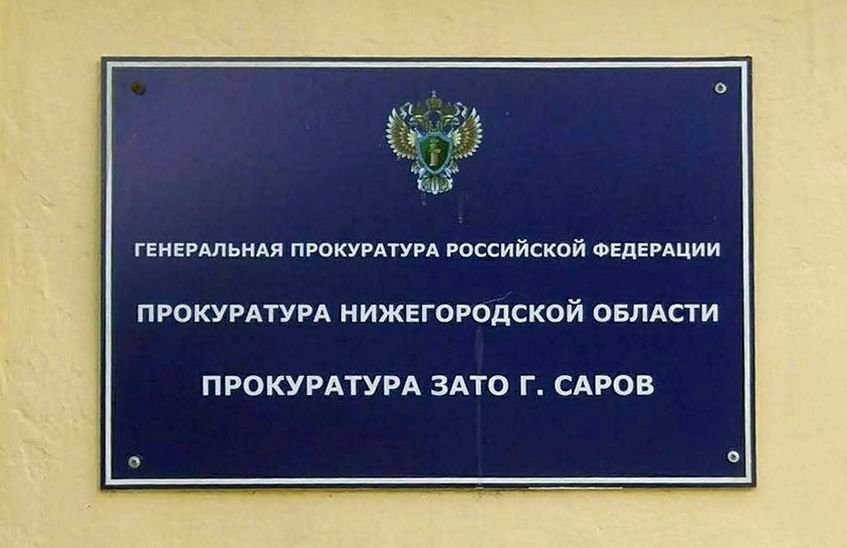 ГЕНЕРАЛЬНАЯ ПРОКУРАТУРА РОССИЙСКОЙ ФЕДЕРАЦИИ
ПРОКУРАТУРА НИЖЕГОРОДСКОЙ ОБЛАСТИ
ПРОКУРАТУРА ЗАТО Г. САРОВ